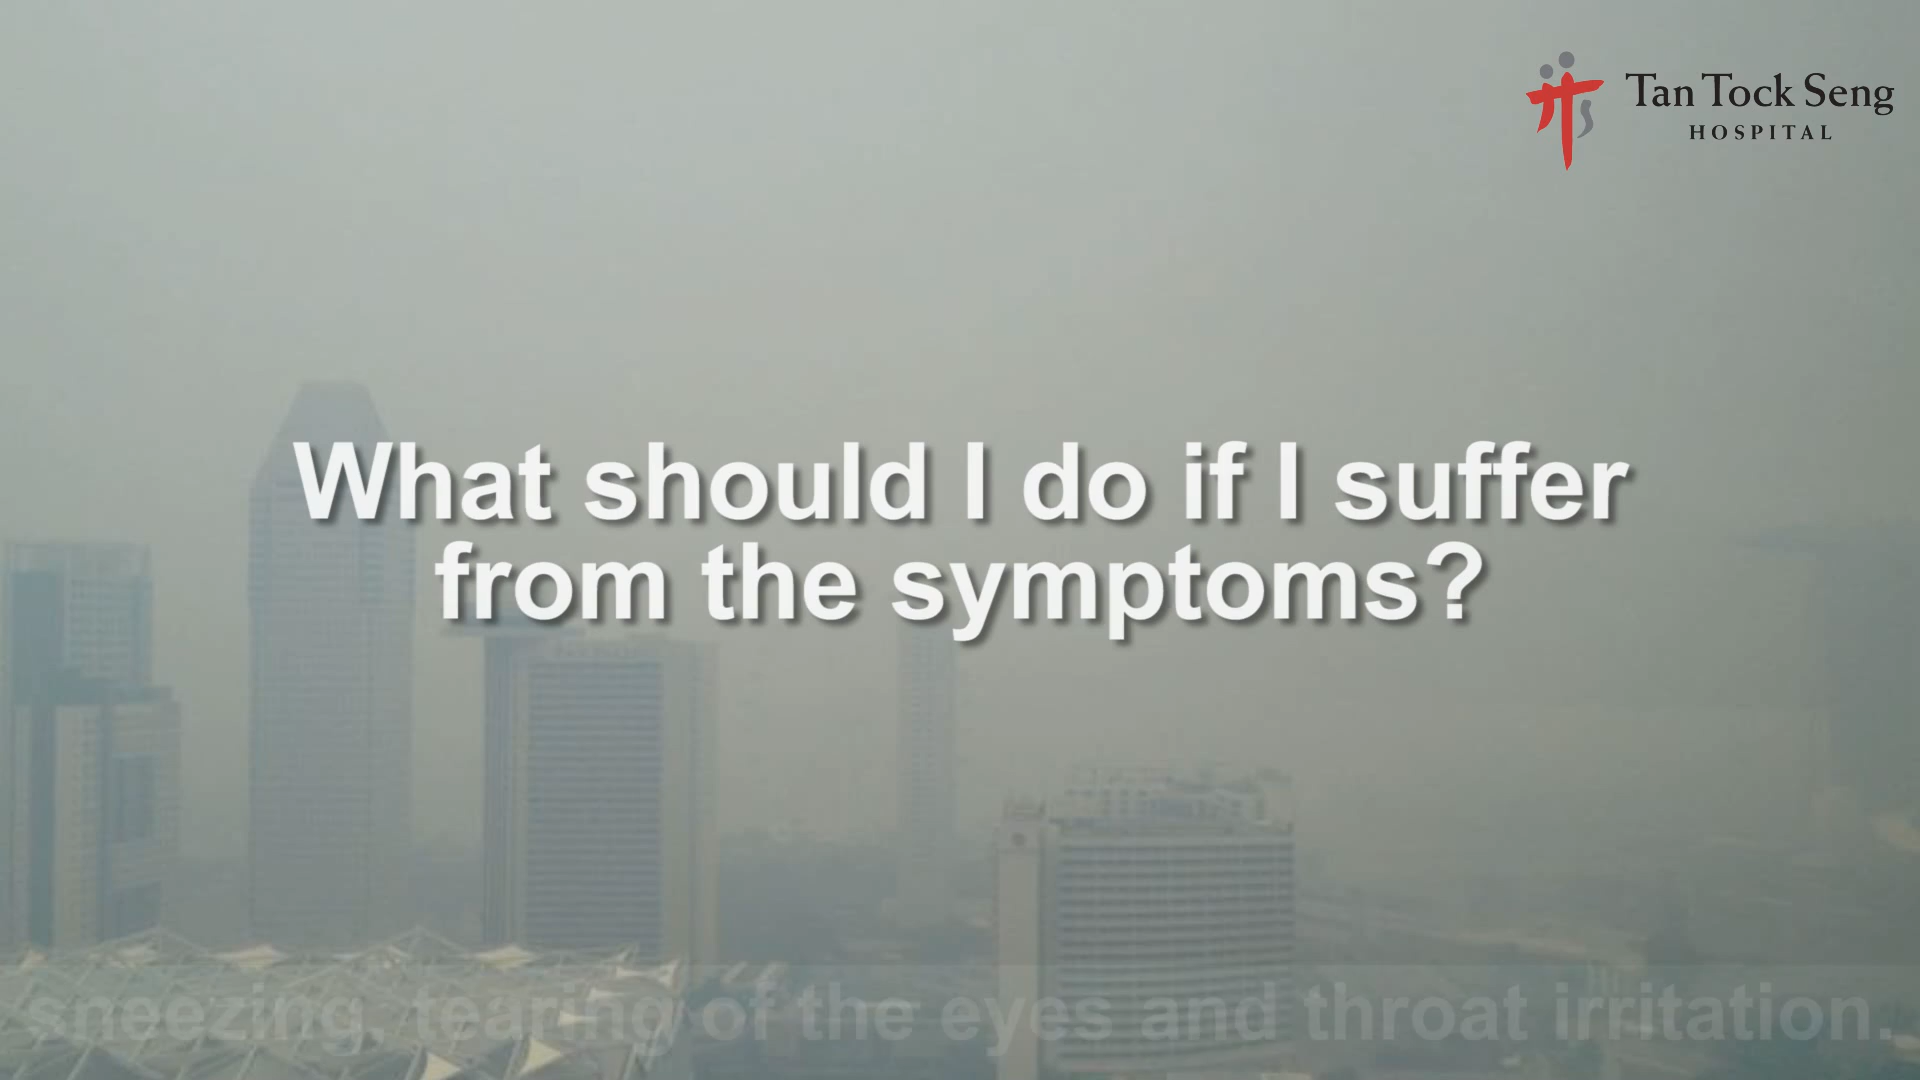 Tan Tock Seng
HOSPITAL
What should I do if I suffer
from the symptoms?
sneezing, tearing of the eyes and throat irritation.